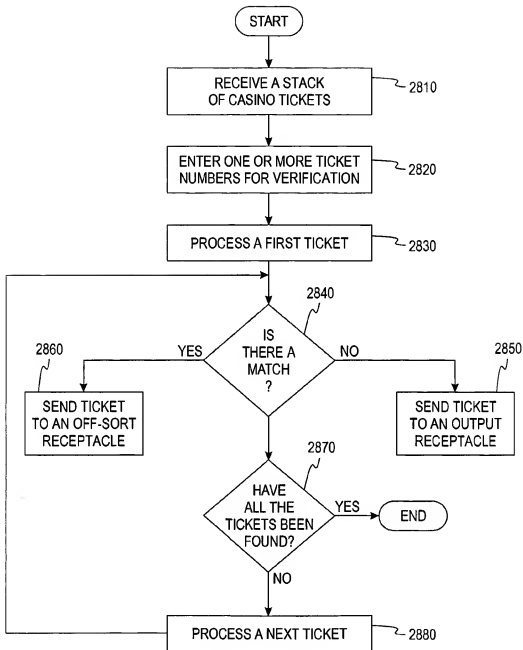 START
RECEIVE A STACK
OF CASINO TICKETS
2810
ENTER ONE OR MORE TICKET
NUMBERS FOR VERIFICATION
2820
PROCESS A FIRST TICKET
2830
2840
IS
THERE A
MATCH
?
YES
NO
2860
SEND TICKET
TO AN OFF-SORT
RECEPTACLE
2850
SEND TICKET
TO AN OUTPUT
RECEPTACLE
2870
HAVE
ALL THE
TICKETS BEEN
FOUND?
YES
END
NO
PROCESS A NEXT TICKET
2880